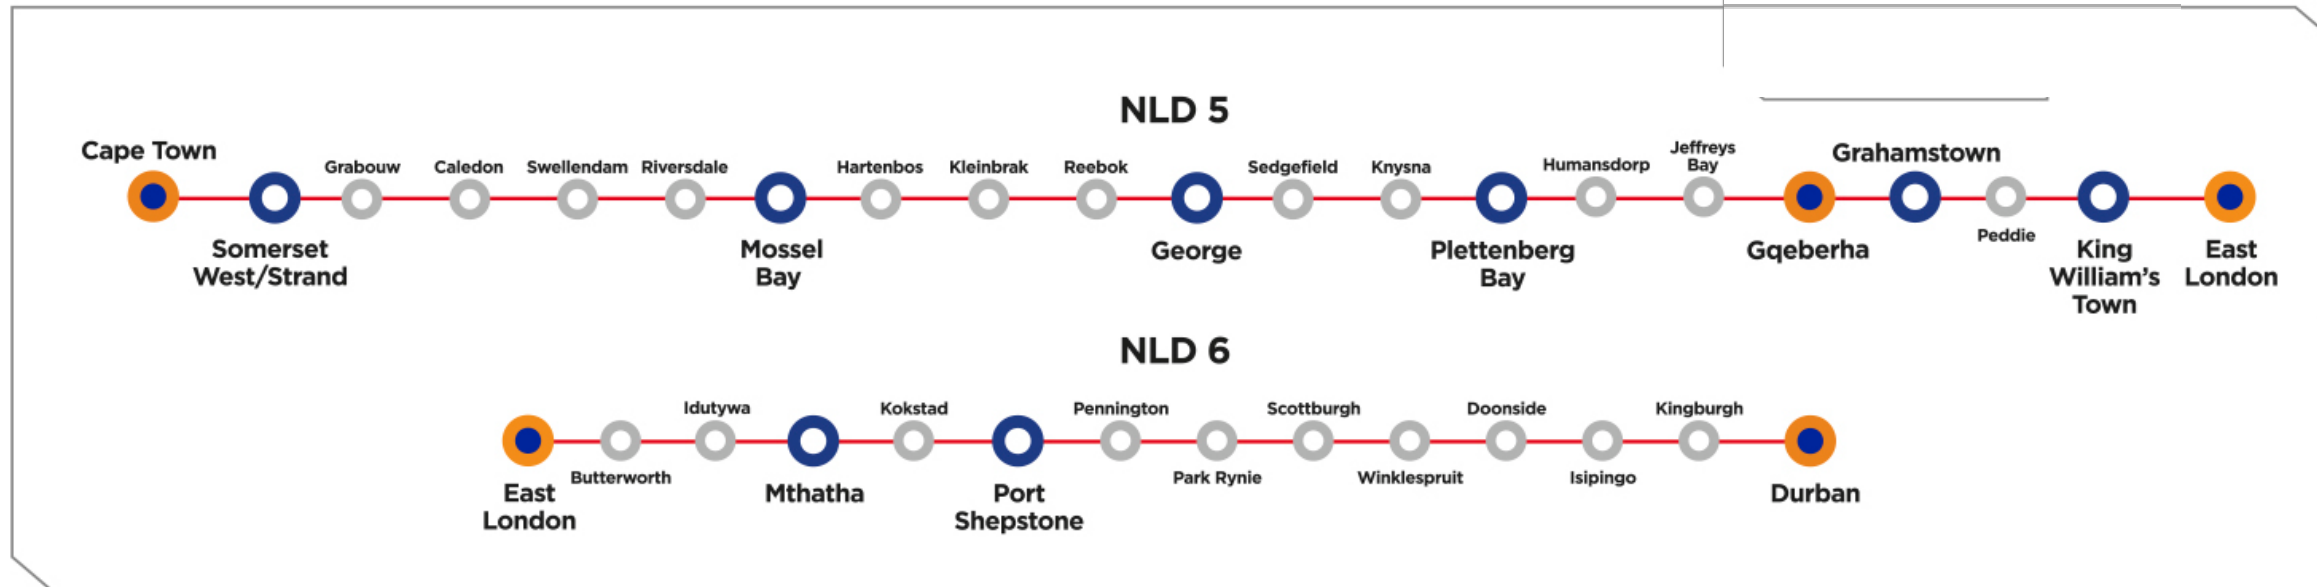 NLD 5
Cape Town
Somerset
West/Strand
Grabouw
Caledon
Swellendam
Riversdale
Mossel
Bay
Hartenbos
Kleinbrak
Reebok
George
Sedgefield
Knysna
Plettenberg
Bay
Humansdorp
Jeffreys
Bay
Gqeberha
Grahamstown
Peddie
King
William's
Town
East
London
NLD 6
East
London
Butterworth
Idutywa
Mthatha
Kokstad
Port
Shepstone
Pennington
Park Rynie
Scottburgh
Winklespruit
Doonside
Isipingo
Kingburgh
Durban